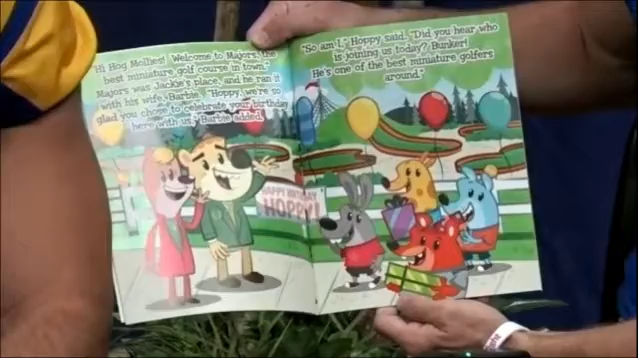 "Hi Hog Mollies! Welcome to Majors, the
best miniature golf course in town."
Majors was Jackie's place, and he ran it
with his wife, Barbie. "Hoppy, we're so
glad you chose to celebrate your birthday
here with us," Barbie added.
"So am I," Hoppy said. "Did you hear who
is joining us today? Bunker!
He's one of the best miniature golfers
around."
HAPPY BIRTHDAY
HOPPY!